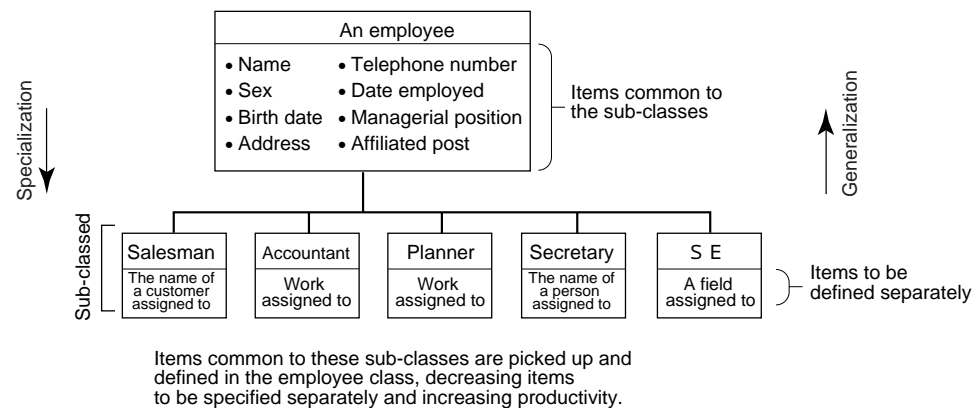 An employee
• Name
• Sex
• Birth date
• Address
• Telephone number
• Date employed
• Managerial position
• Affiliated post
Items common to
the sub-classes
Specialization
Generalization
Sub-classed
Salesman
The name of
a customer
assigned to
Accountant
Work
assigned to
Planner
Work
assigned to
Secretary
The name of
a person
assigned to
S E
A field
assigned to
Items to be
defined separately
Items common to these sub-classes are picked up and
defined in the employee class, decreasing items
to be specified separately and increasing productivity.